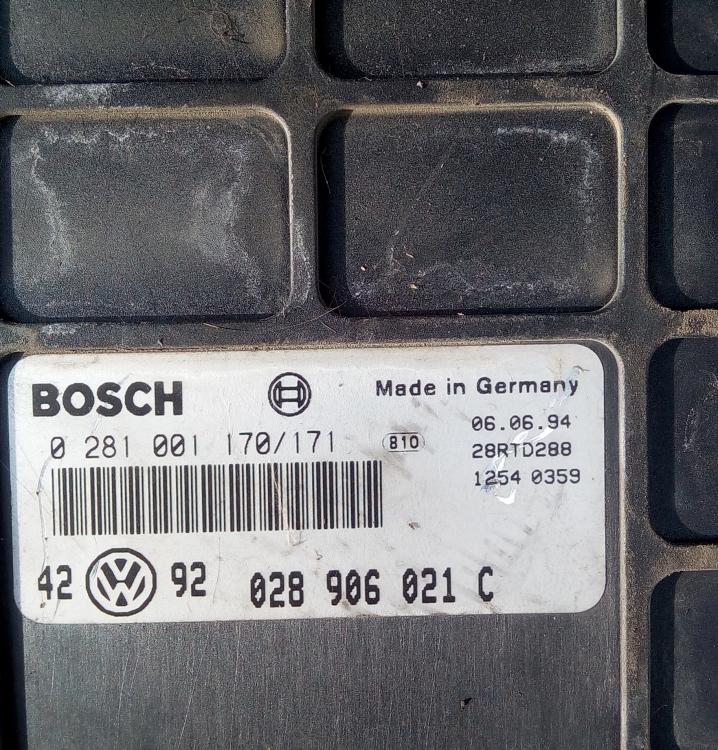 BOSCH Made in Germany
06.06.94
0 281 001 170/171 810 28RTD288
1254 0359
42 VW 92 028 906 021 C